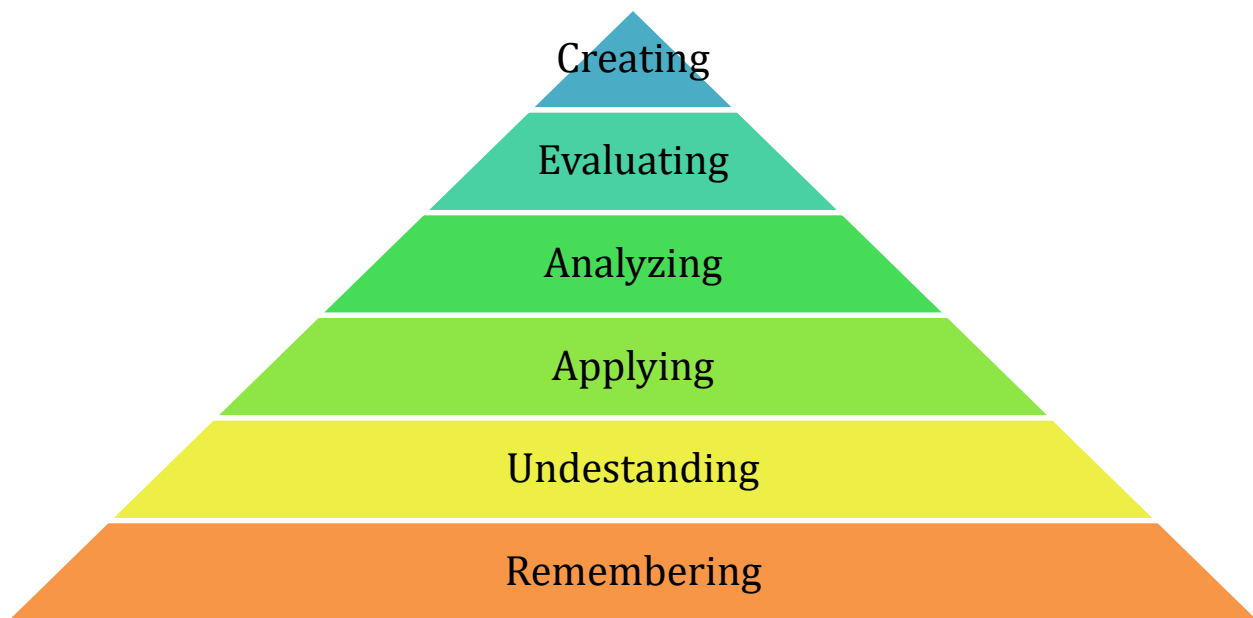 Creating
Evaluating
Analyzing
Applying
Undestanding
Remembering